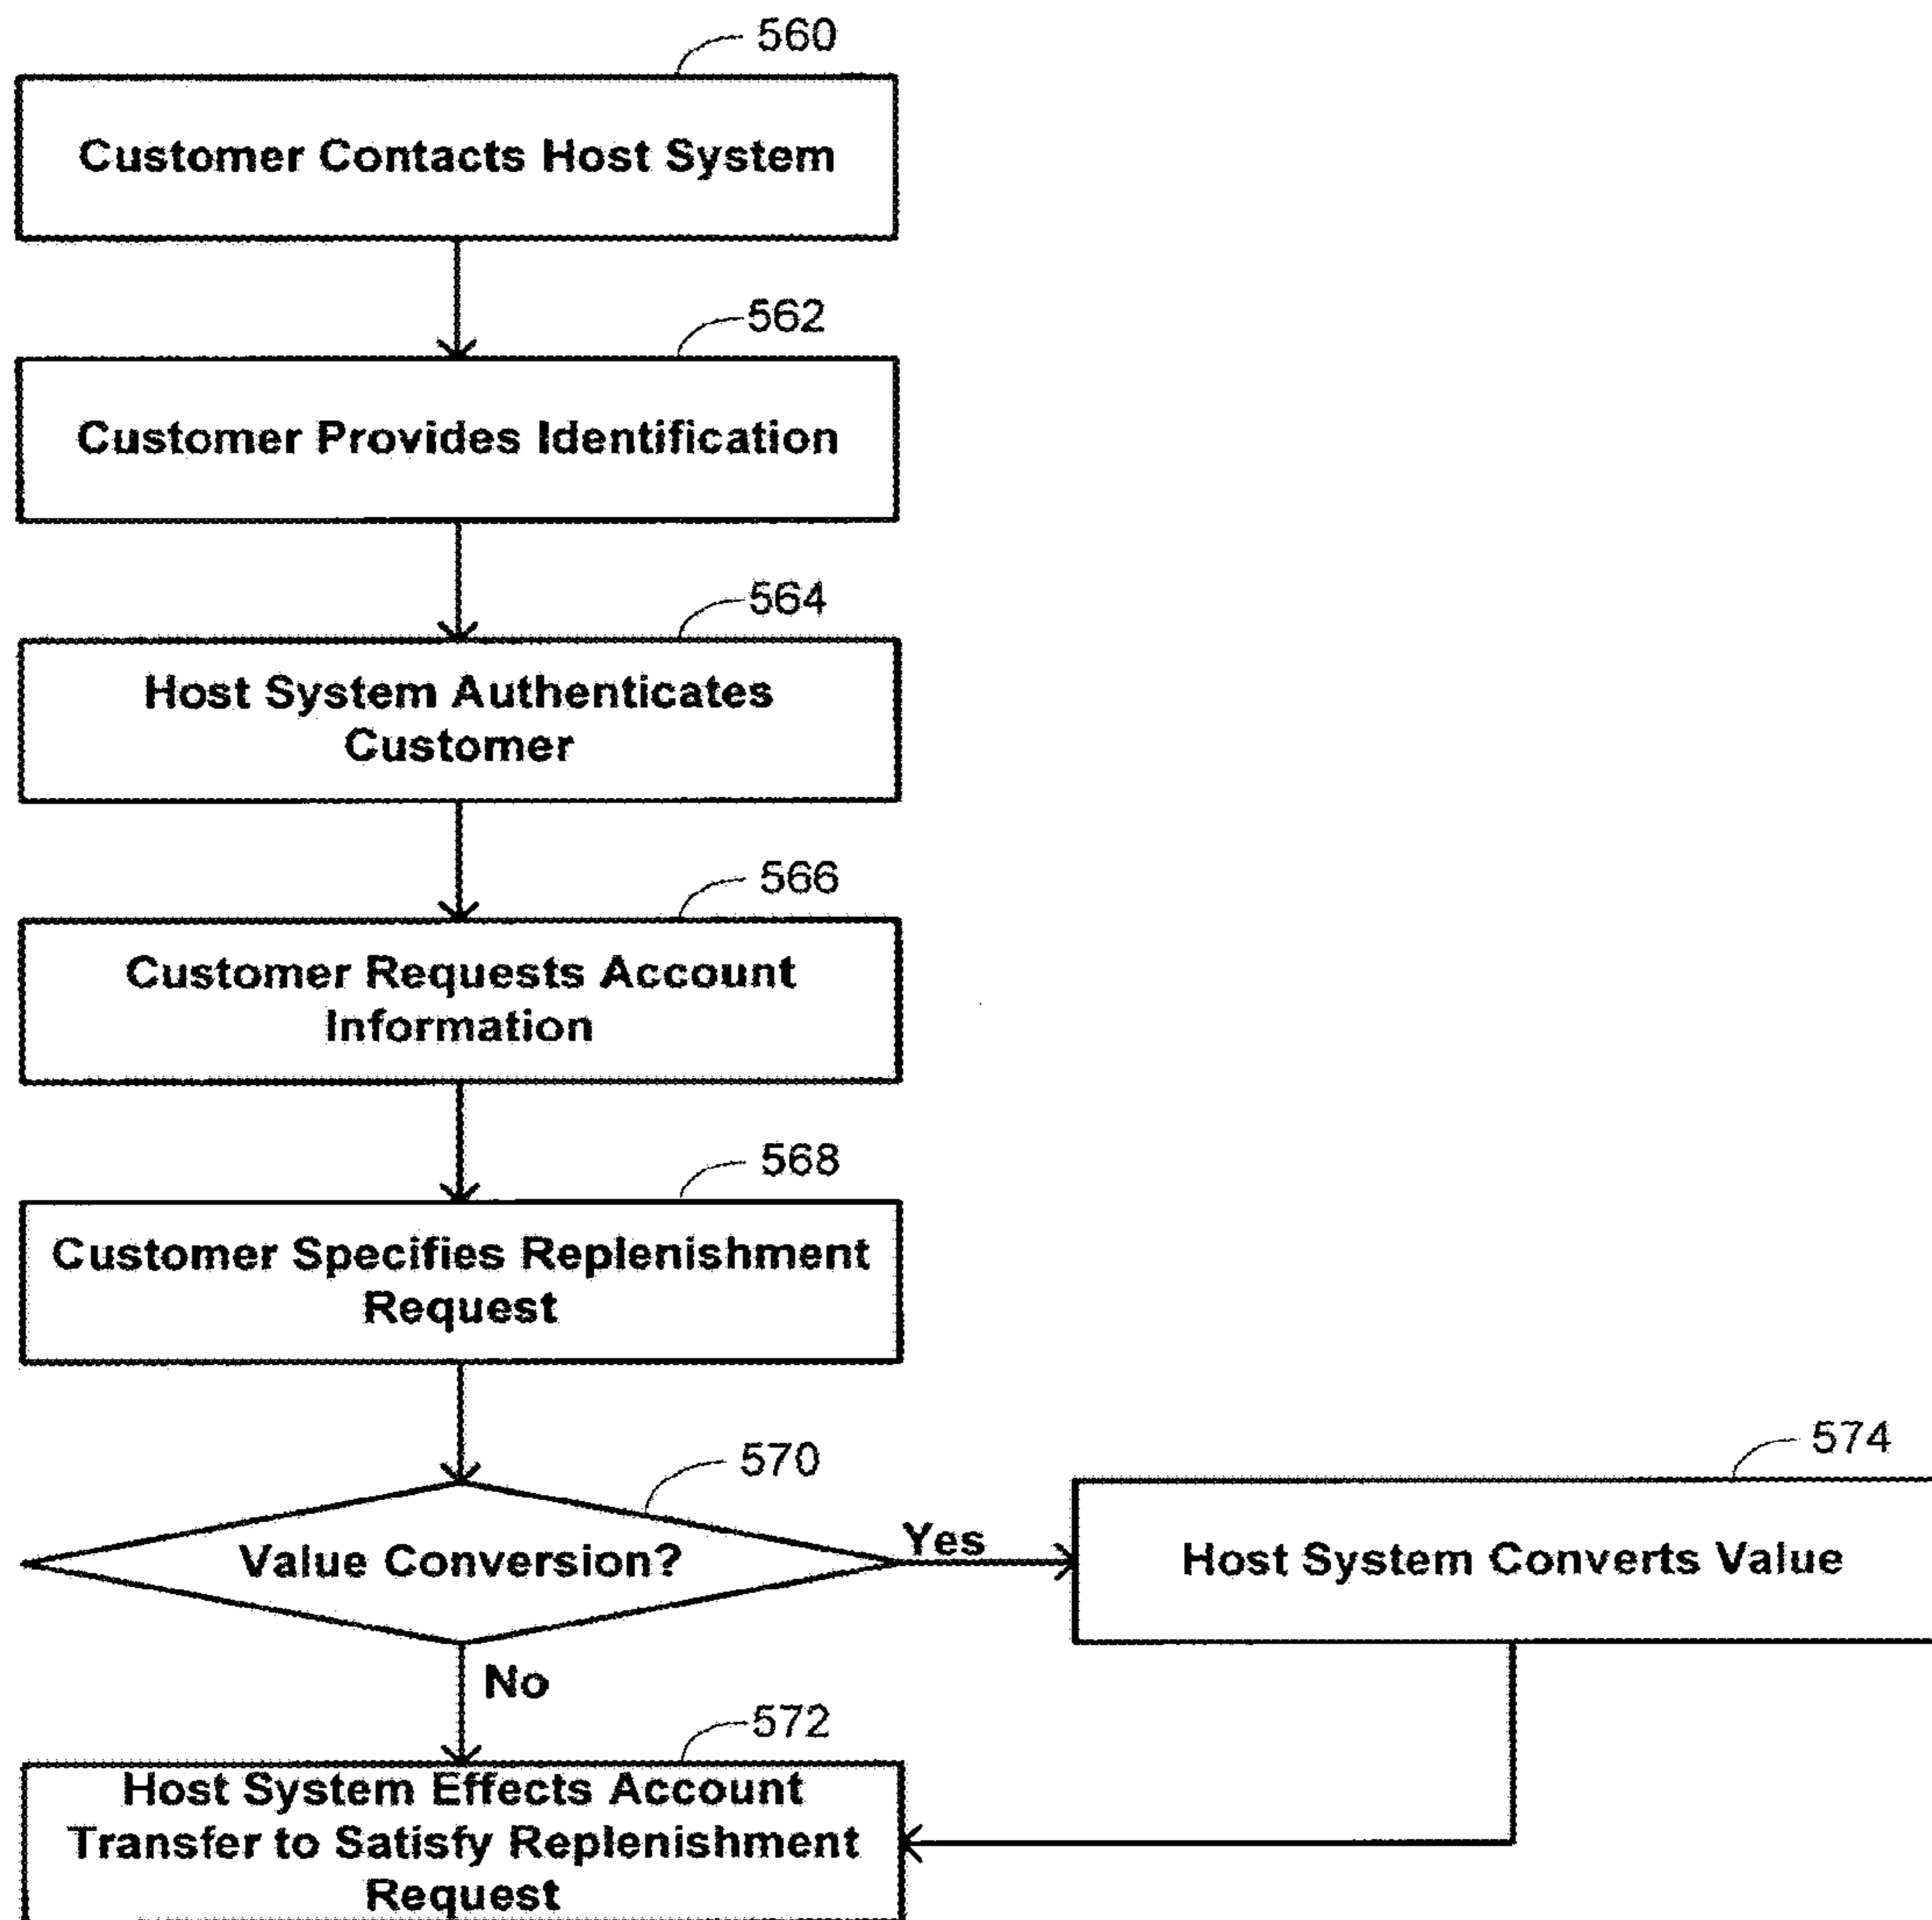 560
Customer Contacts Host System
562
Customer Provides Identification
564
Host System Authenticates
Customer
566
Customer Requests Account
Information
568
Customer Specifies Replenishment
Request
570
Value Conversion?
Yes
574
Host System Converts Value
No
572
Host System Effects Account
Transfer to Satisfy Replenishment
Request